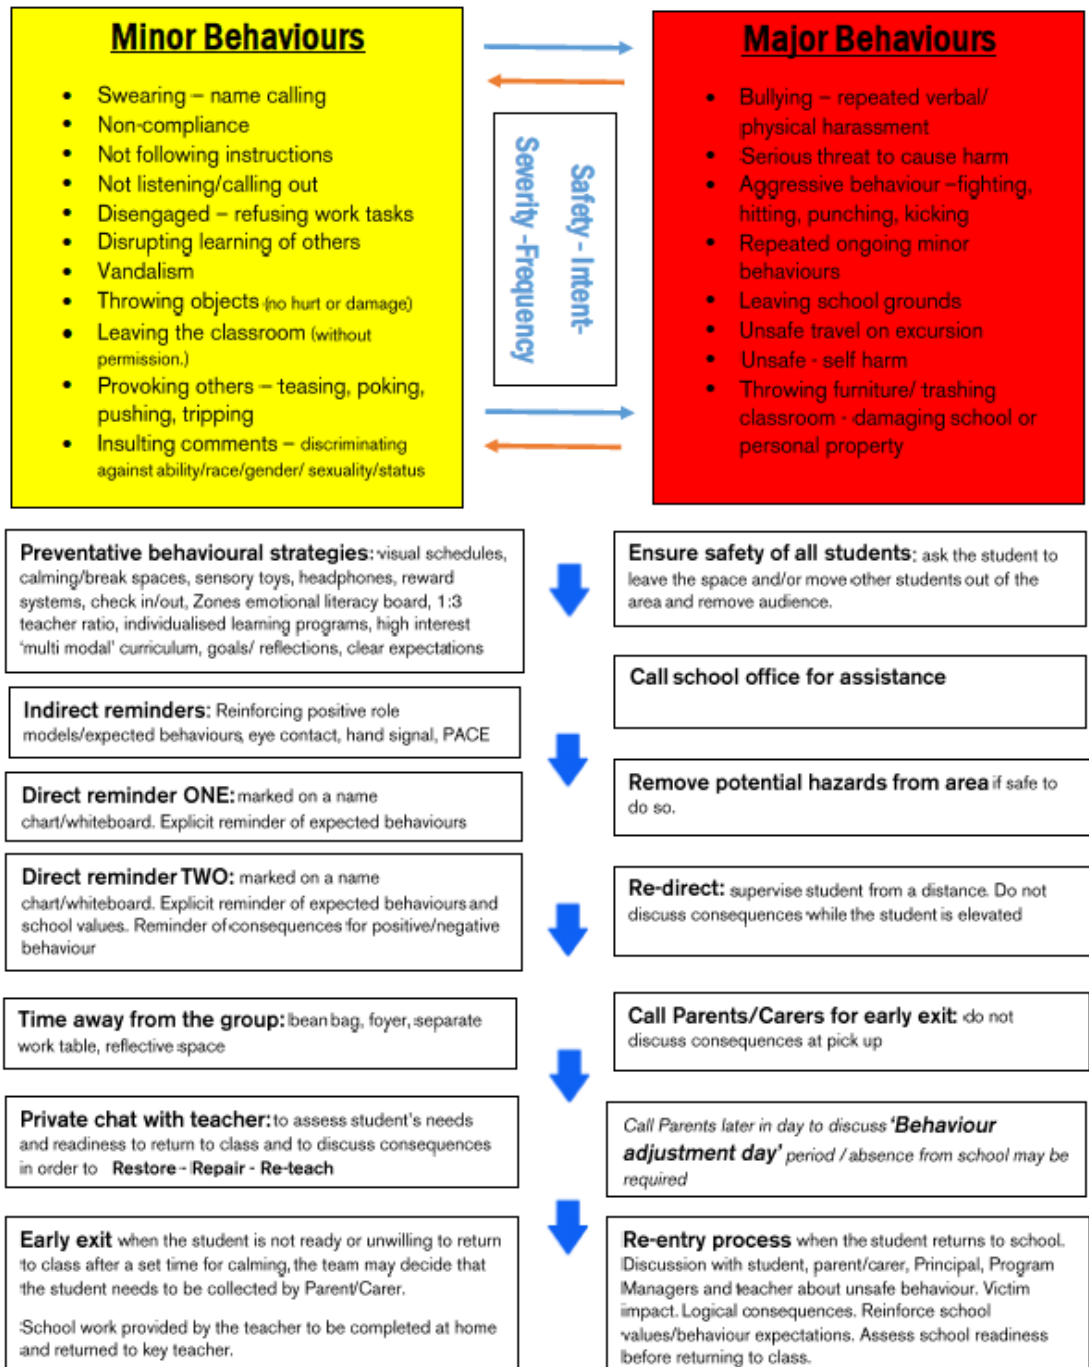 Minor Behaviours
• Swearing – name calling
• Non-compliance
• Not following instructions
• Not listening/calling out
• Disengaged – refusing work tasks
• Disrupting learning of others
• Vandalism
• Throwing objects (no hurt or damage)
• Leaving the classroom (without
permission.)
• Provoking others – teasing, poking,
pushing, tripping
• Insulting comments – discriminating
against ability/race/gender/ sexuality/status
Safety - Intent-
Severity -Frequency
Major Behaviours
• Bullying – repeated verbal/
physical harassment
• Serious threat to cause harm
• Aggressive behaviour –fighting,
hitting, punching, kicking
• Repeated ongoing minor
behaviours
• Leaving school grounds
• Unsafe travel on excursion
• Unsafe - self harm
• Throwing furniture/ trashing
classroom - damaging school or
personal property
Preventative behavioural strategies: visual schedules,
calming/break spaces, sensory toys, headphones, reward
systems, check in/out, Zones emotional literacy board, 1:3
teacher ratio, individualised learning programs, high interest
'multi modal' curriculum, goals/ reflections, clear expectations
Indirect reminders: Reinforcing positive role
models/expected behaviours, eye contact, hand signal, PACE
Direct reminder ONE: marked on a name
chart/whiteboard. Explicit reminder of expected behaviours
Direct reminder TWO: marked on a name
chart/whiteboard. Explicit reminder of expected behaviours and
school values. Reminder of consequences for positive/negative
behaviour
Time away from the group: bean bag, foyer, separate
work table, reflective space
Private chat with teacher: to assess student's needs
and readiness to return to class and to discuss consequences
in order to Restore - Repair - Re-teach
Early exit when the student is not ready or unwilling to return
to class after a set time for calming, the team may decide that
the student needs to be collected by Parent/Carer.
School work provided by the teacher to be completed at home
and returned to key teacher.
Ensure safety of all students: ask the student to
leave the space and/or move other students out of the
area and remove audience.
Call school office for assistance
Remove potential hazards from area if safe to
do so.
Re-direct: supervise student from a distance. Do not
discuss consequences while the student is elevated
Call Parents/Carers for early exit: do not
discuss consequences at pick up
Call Parents later in day to discuss 'Behaviour
adjustment day' period / absence from school may be
required
Re-entry process when the student returns to school.
Discussion with student, parent/carer, Principal, Program
Managers and teacher about unsafe behaviour. Victim
impact. Logical consequences. Reinforce school
values/behaviour expectations. Assess school readiness
before returning to class.